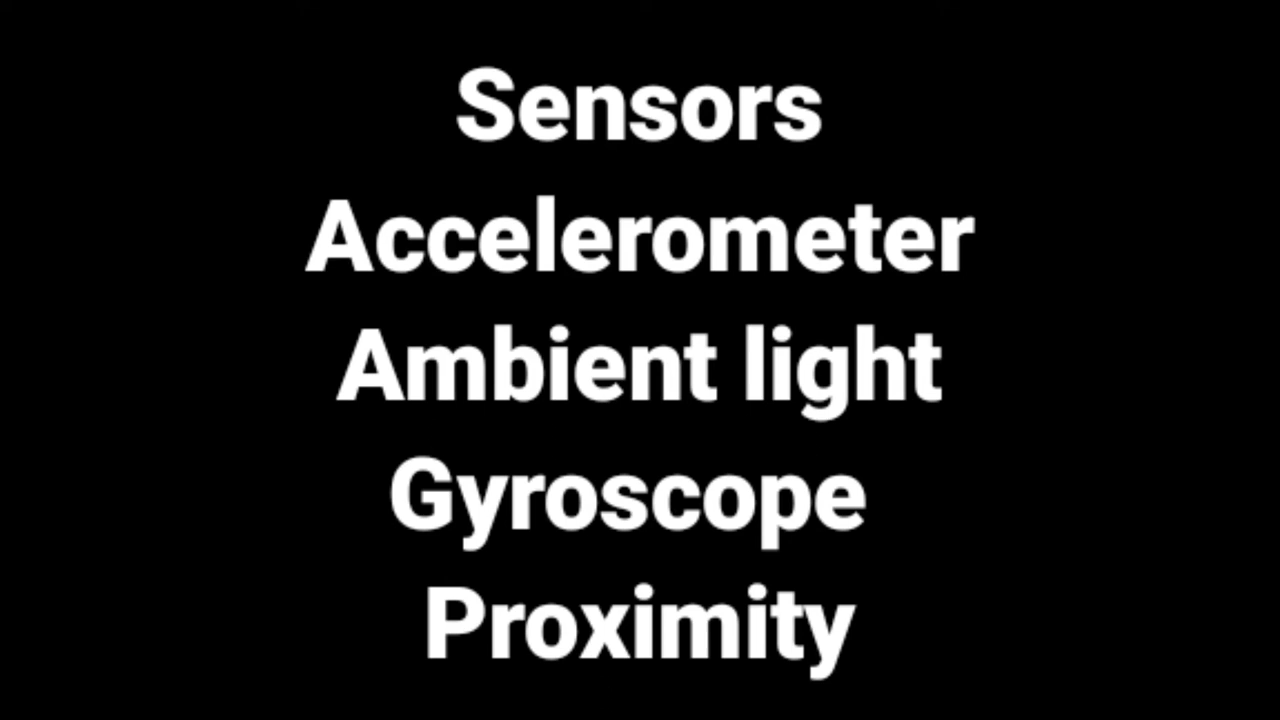 Sensors
Accelerometer
Ambient light
Gyroscope
Proximity